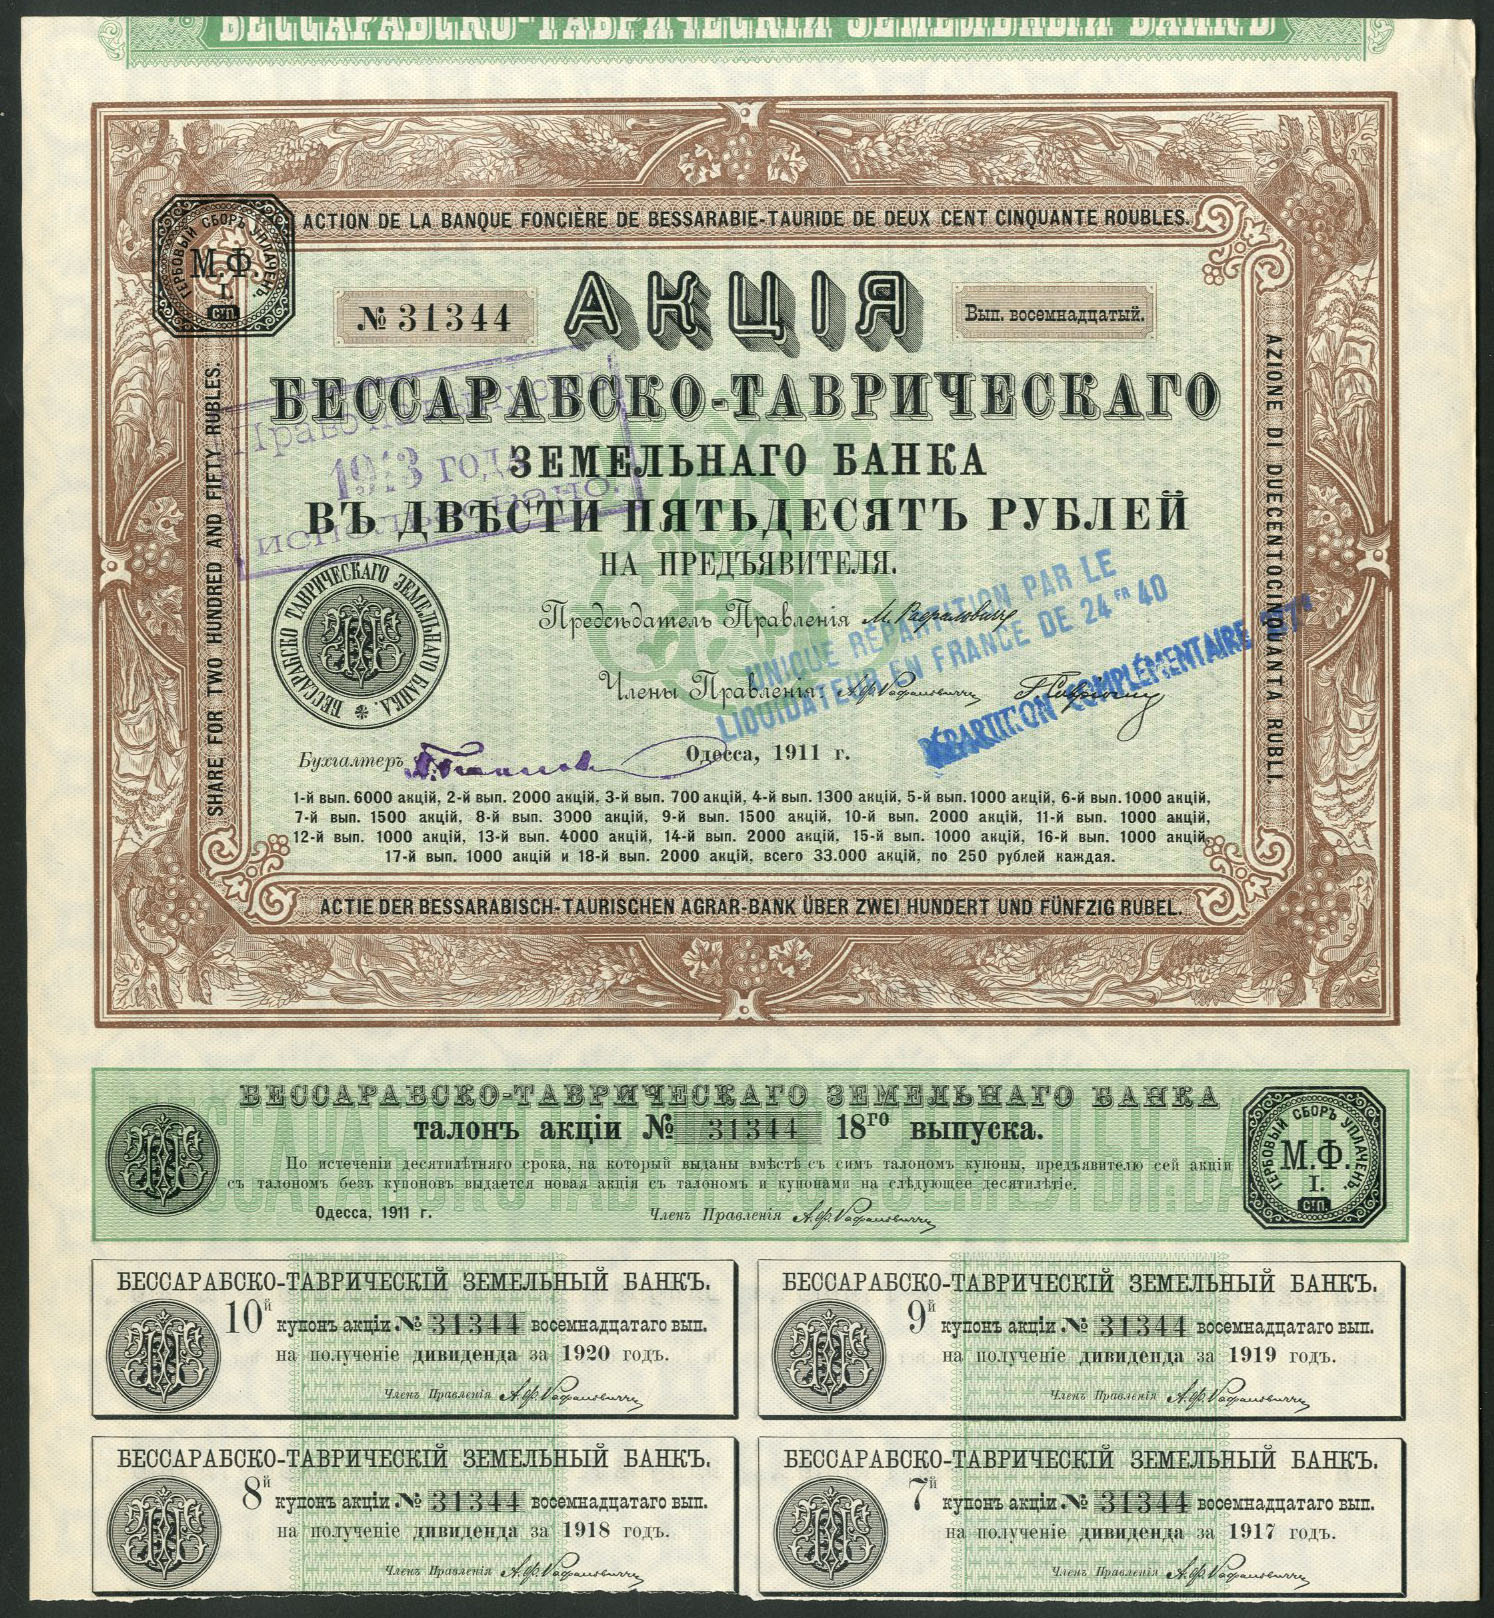 БЕССАРАБСКО-ТАВРИЧЕСКІЙ ЗЕМЕЛЬНЫЙ БАНКЪ
ACTION DE LA BANQUE FONCIÈRE DE BESSARABIE-TAURIDE DE DEUX CENT CINQUANTE ROUBLES.
ГЕРБОВЫЙ СБОРЪ УПЛАЧЕНЪ.
М.Ф.
I.
СП.
№ 31344
АКЦІЯ
Вып. восемнадцатый.
БЕССАРАБСКО-ТАВРИЧЕСКАГО
ЗЕМЕЛЬНАГО БАНКА
ВЪ ДВѢСТИ ПЯТЬДЕСЯТЪ РУБЛЕЙ
НА ПРЕДЪЯВИТЕЛЯ.
Право на
1913 года
использовано.
SHARE FOR TWO HUNDRED AND FIFTY RUBLES.
AZIONE DI DUECENTOCINQUANTA RUBLI.
БЕССАРАБСКО ТАВРИЧЕСКАГО ЗЕМЕЛЬНАГО БАНКА.
Предсѣдатель Правленія
Члены Правленія:
UNIQUE RÉPARTITION PAR LE
LIQUIDATEUR EN FRANCE DE 24 FR 40
RÉPARTITION COMPLÉMENTAIRE
Бухгалтеръ
Одесса, 1911 г.
1-й вып. 6000 акцій, 2-й вып. 2000 акцій, 3-й вып. 700 акцій, 4-й вып. 1300 акцій, 5-й вып. 1000 акцій, 6-й вып. 1000 акцій,
7-й вып. 1500 акцій, 8-й вып. 3000 акцій, 9-й вып. 1500 акцій, 10-й вып. 2000 акцій, 11-й вып. 1000 акцій,
12-й вып. 1000 акцій, 13-й вып. 4000 акцій, 14-й вып. 2000 акцій, 15-й вып. 1000 акцій, 16-й вып. 1000 акцій,
17-й вып. 1000 акцій и 18-й вып. 2000 акцій, всего 33.000 акцій, по 250 рублей каждая.
ACTIE DER BESSARABISCH-TAURISCHEN AGRAR-BANK ÜBER ZWEI HUNDERT UND FÜNFZIG RUBEL.
БЕССАРАБСКО-ТАВРИЧЕСКАГО ЗЕМЕЛЬНАГО БАНКА
талонъ акціи № 31344 18го выпуска.
По истеченіи десятилѣтняго срока, на который выданы вмѣстѣ съ симъ талономъ купоны, предъявителю сей акціи
съ талономъ безъ купоновъ выдается новая акція съ талономъ и купонами на слѣдующее десятилѣтіе.
Одесса, 1911 г.
Членъ Правленія
ГЕРБОВЫЙ СБОРЪ УПЛАЧЕНЪ.
М.Ф.
I.
СП.
БЕССАРАБСКО-ТАВРИЧЕСКІЙ ЗЕМЕЛЬНЫЙ БАНКЪ.
10й купонъ акціи № 31344 восемнадцатаго вып.
на полученіе дивиденда за 1920 годъ.
Членъ Правленія
БЕССАРАБСКО-ТАВРИЧЕСКІЙ ЗЕМЕЛЬНЫЙ БАНКЪ.
9й купонъ акціи № 31344 восемнадцатаго вып.
на полученіе дивиденда за 1919 годъ.
Членъ Правленія
БЕССАРАБСКО-ТАВРИЧЕСКІЙ ЗЕМЕЛЬНЫЙ БАНКЪ.
8й купонъ акціи № 31344 восемнадцатаго вып.
на полученіе дивиденда за 1918 годъ.
Членъ Правленія
БЕССАРАБСКО-ТАВРИЧЕСКІЙ ЗЕМЕЛЬНЫЙ БАНКЪ.
7й купонъ акціи № 31344 восемнадцатаго вып.
на полученіе дивиденда за 1917 годъ.
Членъ Правленія